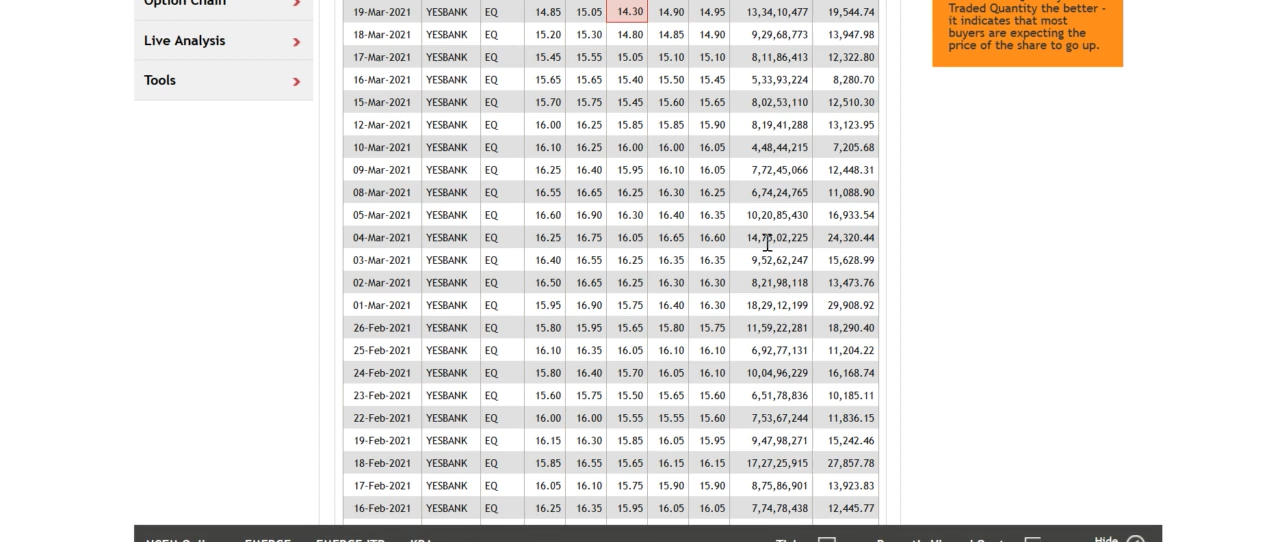 Option Chain
Live Analysis
Tools
19-Mar-2021 YESBANK EQ 14.85 15.05 14.30 14.90 14.95 13,34,10,477 19,544.74
18-Mar-2021 YESBANK EQ 15.20 15.30 14.80 14.85 14.90 9,29,68,773 13,947.98
17-Mar-2021 YESBANK EQ 15.45 15.55 15.05 15.10 15.10 8,11,86,413 12,322.80
16-Mar-2021 YESBANK EQ 15.65 15.65 15.40 15.50 15.45 5,33,93,224 8,280.70
15-Mar-2021 YESBANK EQ 15.70 15.75 15.45 15.60 15.65 8,02,53,110 12,510.30
12-Mar-2021 YESBANK EQ 16.00 16.25 15.85 15.85 15.90 8,19,41,288 13,123.95
10-Mar-2021 YESBANK EQ 16.10 16.25 16.00 16.00 16.05 4,48,44,215 7,205.68
09-Mar-2021 YESBANK EQ 16.25 16.40 15.95 16.10 16.05 7,72,45,066 12,448.31
08-Mar-2021 YESBANK EQ 16.55 16.65 16.25 16.30 16.25 6,74,24,765 11,088.90
05-Mar-2021 YESBANK EQ 16.60 16.90 16.30 16.40 16.35 10,20,85,430 16,933.54
04-Mar-2021 YESBANK EQ 16.25 16.75 16.05 16.65 16.60 24,320.44
03-Mar-2021 YESBANK EQ 16.40 16.55 16.25 16.35 16.35 9,52,62,247 15,628.99
02-Mar-2021 YESBANK EQ 16.50 16.65 16.25 16.30 16.30 8,21,98,118 13,473.76
01-Mar-2021 YESBANK EQ 15.95 16.90 15.75 16.40 16.30 18,29,12,199 29,908.92
26-Feb-2021 YESBANK EQ 15.80 15.95 15.65 15.80 15.75 11,59,22,281 18,290.40
25-Feb-2021 YESBANK EQ 16.10 16.35 16.05 16.10 16.10 6,92,77,131 11,204.22
24-Feb-2021 YESBANK EQ 15.80 16.40 15.70 16.05 16.10 10,04,96,229 16,168.74
23-Feb-2021 YESBANK EQ 15.60 15.75 15.50 15.65 15.60 6,51,78,836 10,185.11
22-Feb-2021 YESBANK EQ 16.00 16.00 15.55 15.55 15.60 7,53,67,244 11,836.15
19-Feb-2021 YESBANK EQ 16.15 16.30 15.85 16.05 15.95 9,47,98,271 15,242.46
18-Feb-2021 YESBANK EQ 15.85 16.55 15.65 16.15 16.15 17,27,25,915 27,857.78
17-Feb-2021 YESBANK EQ 16.05 16.10 15.75 15.90 15.90 8,75,86,901 13,923.83
16-Feb-2021 YESBANK EQ 16.25 16.35 15.95 16.05 16.05 7,74,78,438 12,445.77
Traded Quantity the better -
it indicates that most
buyers are expecting the
price of the share to go up.
Hide